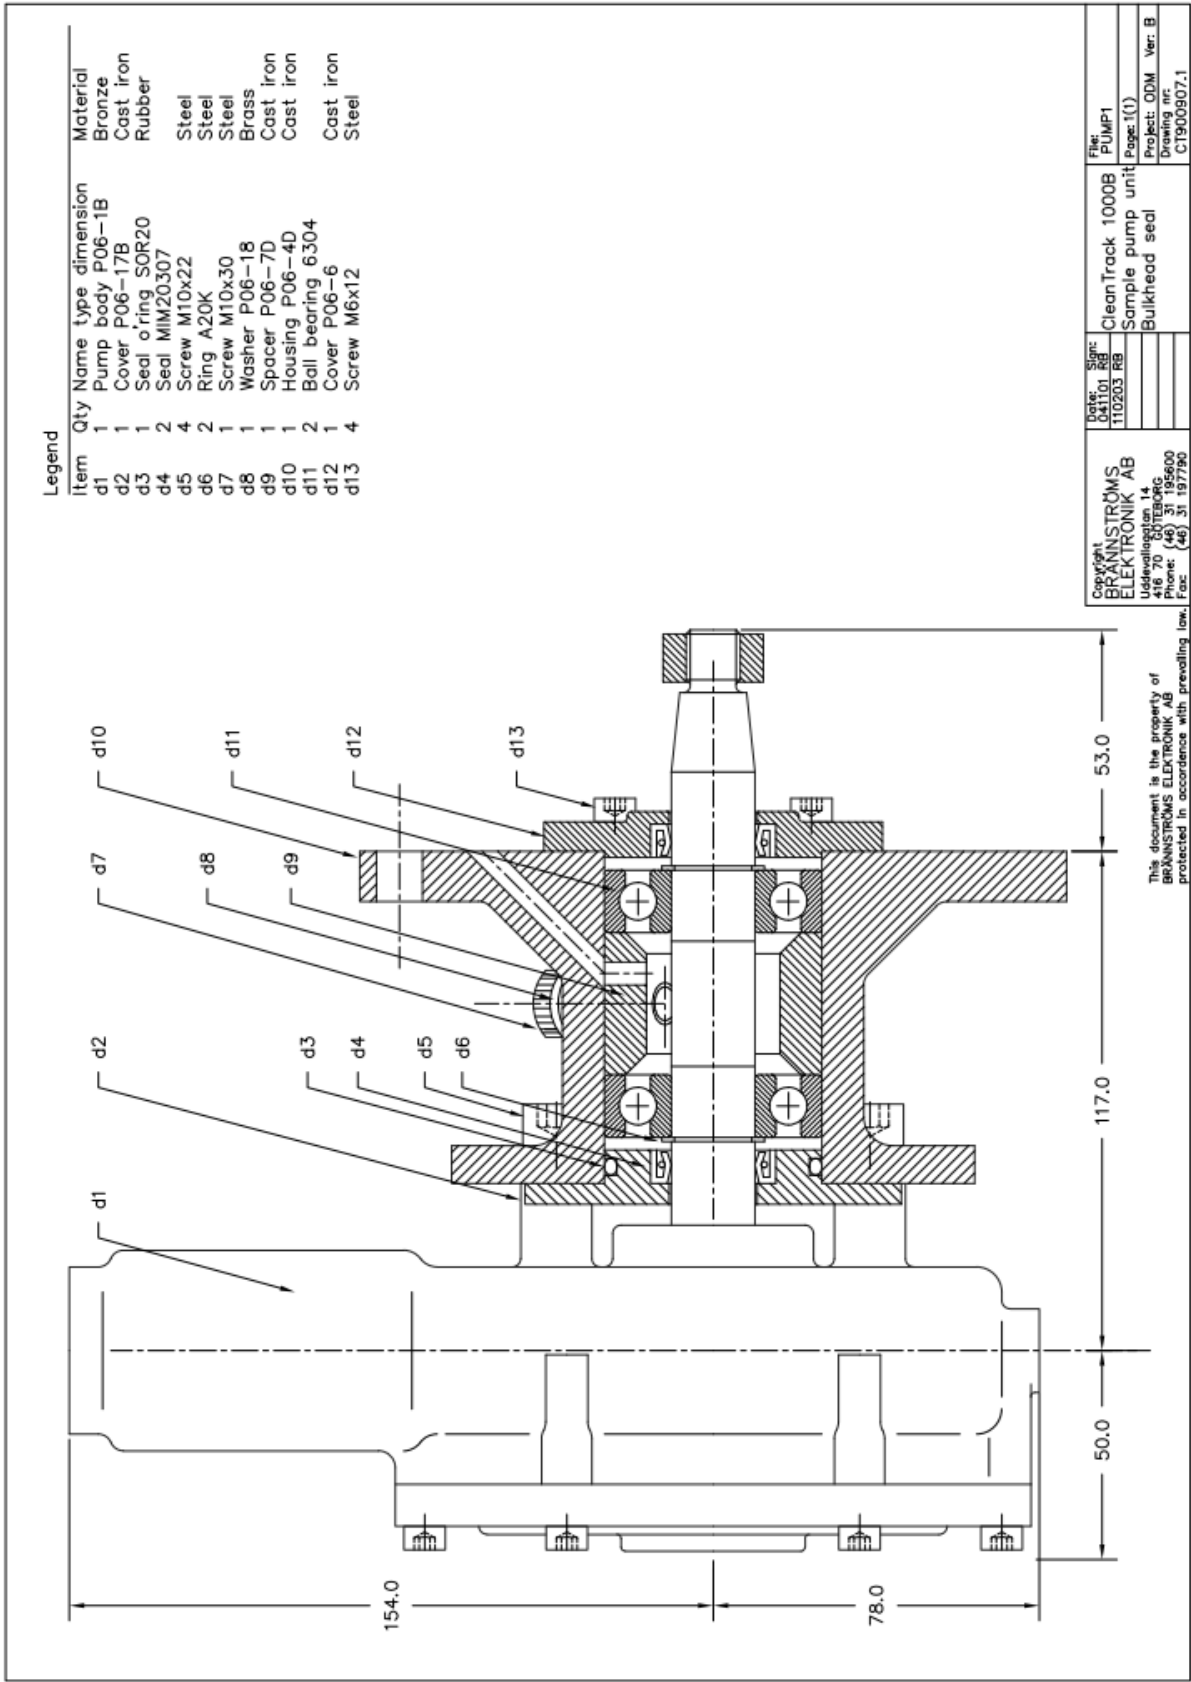 Legend
Item Qty Name type dimension Material
d1 1 Pump body P06-1B Bronze
d2 1 Cover P06-17B Cast iron
d3 1 Seal o'ring SOR20 Rubber
d4 2 Seal MIM20307
d5 4 Screw M10x22 Steel
d6 2 Ring A20K Steel
d7 1 Screw M10x30 Steel
d8 1 Washer P06-18 Brass
d9 1 Spacer P06-7D Cast iron
d10 1 Housing P06-4D Cast iron
d11 2 Ball bearing 6304
d12 1 Cover P06-6 Cast iron
d13 4 Screw M6x12 Steel
d1
d2
d3
d4
d5
d6
d7
d8
d9
d10
d11
d12
d13
154.0
78.0
50.0
117.0
53.0
This document is the property of
BRÄNNSTRÖMS ELEKTRONIK AB
protected in accordence with prevailing law.
Copyright
BRÄNNSTRÖMS
ELEKTRONIK AB
Uddevallagatan 14
416 70 GÖTEBORG
Phone: (46) 31 195600
Fax: (46) 31 197790
Date: Sign:
041101 RB
110203 RB
CleanTrack 1000B
Sample pump unit
Bulkhead seal
File:
PUMP1
Page: 1(1)
Project: ODM Ver: B
Drawing nr:
CT900907.1